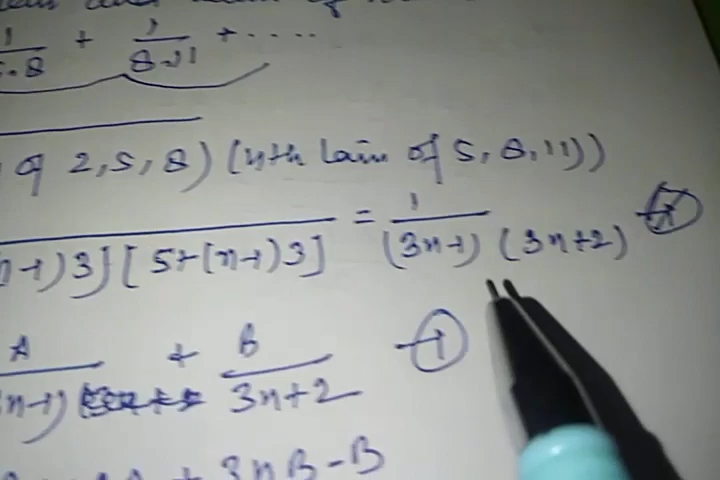 1/5.8 + 1/8.11 + ....
of 2, 5, 8) (nth term of 5, 8, 11))
n-1)3] [5+(n-1)3] = 1/(3n-1)(3n+2)
A/3n-1) + B/3n+2 — 1
+ 3nB - B